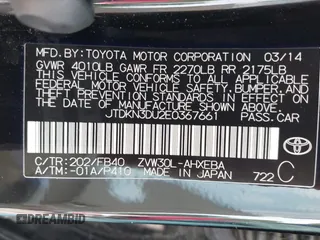 MFD.BY: TOYOTA MOTOR CORPORATION 03/14
GVWR 4010LB GAWR FR 2270LB RR 2175LB
THIS VEHICLE CONFORMS TO ALL APPLICABLE
FEDERAL MOTOR VEHICLE SAFETY, BUMPER, AND
THEFT PREVENTION STANDARDS IN EFFECT ON
THE DATE OF MANUFACTURE SHOWN ABOVE.
JTDKN3DU2E0367661 PASS.CAR
TOYOTA
C/TR: 202/FB40 ZVW30L-AHXEBA
A/TM: -01A/P410 MADE IN JAPAN 722 C
AMERIDAMBID